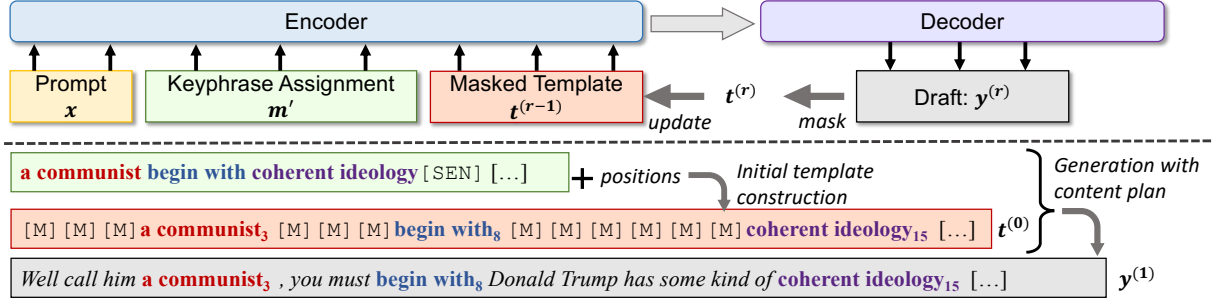 Encoder
Decoder
Prompt
x
Keyphrase Assignment
m′
Masked Template
t^(r−1)
update
t^(r)
mask
Draft: y^(r)
a communist begin with coherent ideology [SEN] […]
+ positions
Initial template
construction
Generation with
content plan
[M] [M] [M] a communist₃ [M] [M] [M] begin with₈ [M] [M] [M] [M] [M] [M] coherent ideology₁₅ […]
t^(0)
Well call him a communist₃ , you must begin with₈ Donald Trump has some kind of coherent ideology₁₅ […]
y^(1)